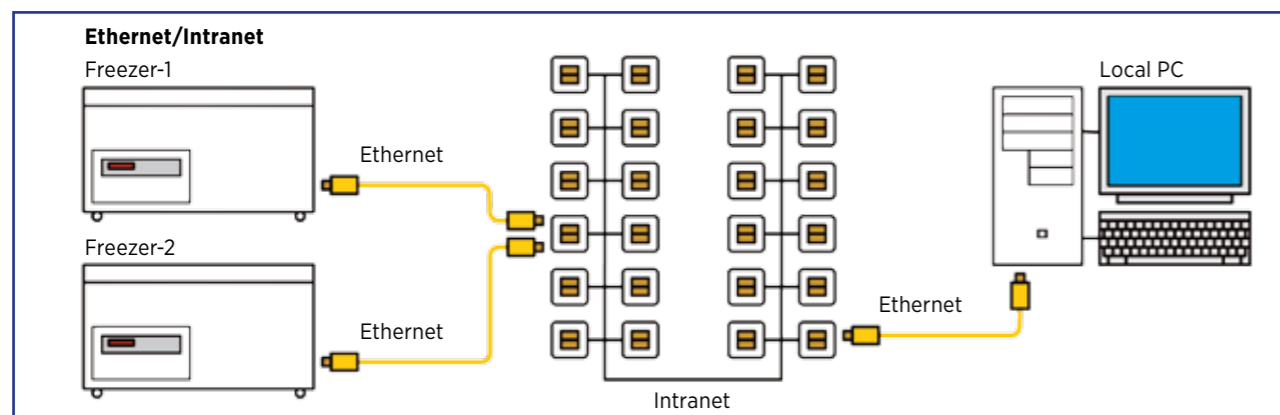 Ethernet/Intranet
Freezer-1
Local PC
Ethernet
Freezer-2
Ethernet
Ethernet
Intranet